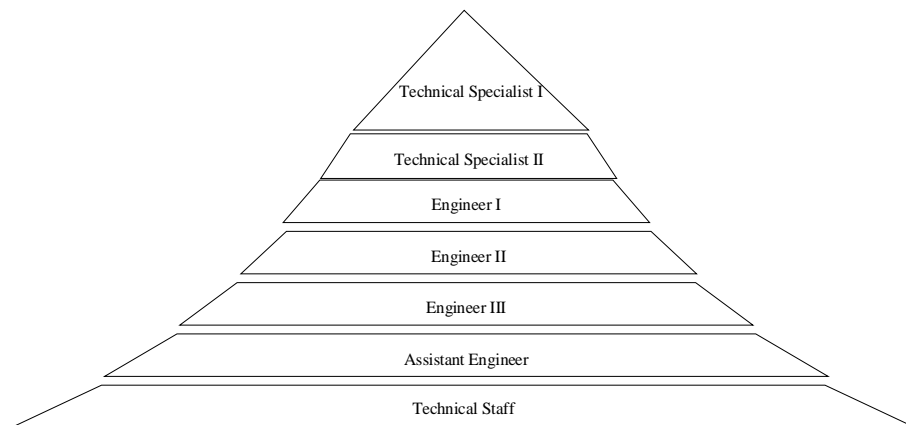 Technical Specialist I
Technical Specialist II
Engineer I
Engineer II
Engineer III
Assistant Engineer
Technical Staff